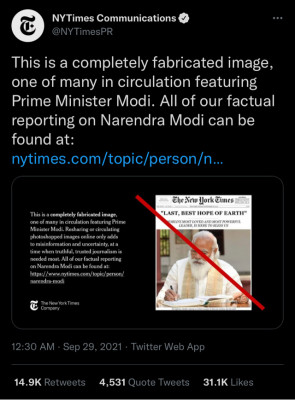 NYTimes Communications
@NYTimesPR
This is a completely fabricated image,
one of many in circulation featuring
Prime Minister Modi. All of our factual
reporting on Narendra Modi can be
found at:
nytimes.com/topic/person/n...
This is a completely fabricated image,
one of many in circulation featuring Prime
Minister Modi. Resharing or circulating
photoshopped images online only adds
to misinformation and uncertainty, at a
time when truthful, trusted journalism is
needed most. All of our factual reporting
on Narendra Modi can be found at:
https://www.nytimes.com/topic/person/
narendra-modi
The New York Times
Company
The New York Times
"LAST, BEST HOPE OF EARTH"
12:30 AM · Sep 29, 2021 · Twitter Web App
14.9K Retweets 4,531 Quote Tweets 31.1K Likes